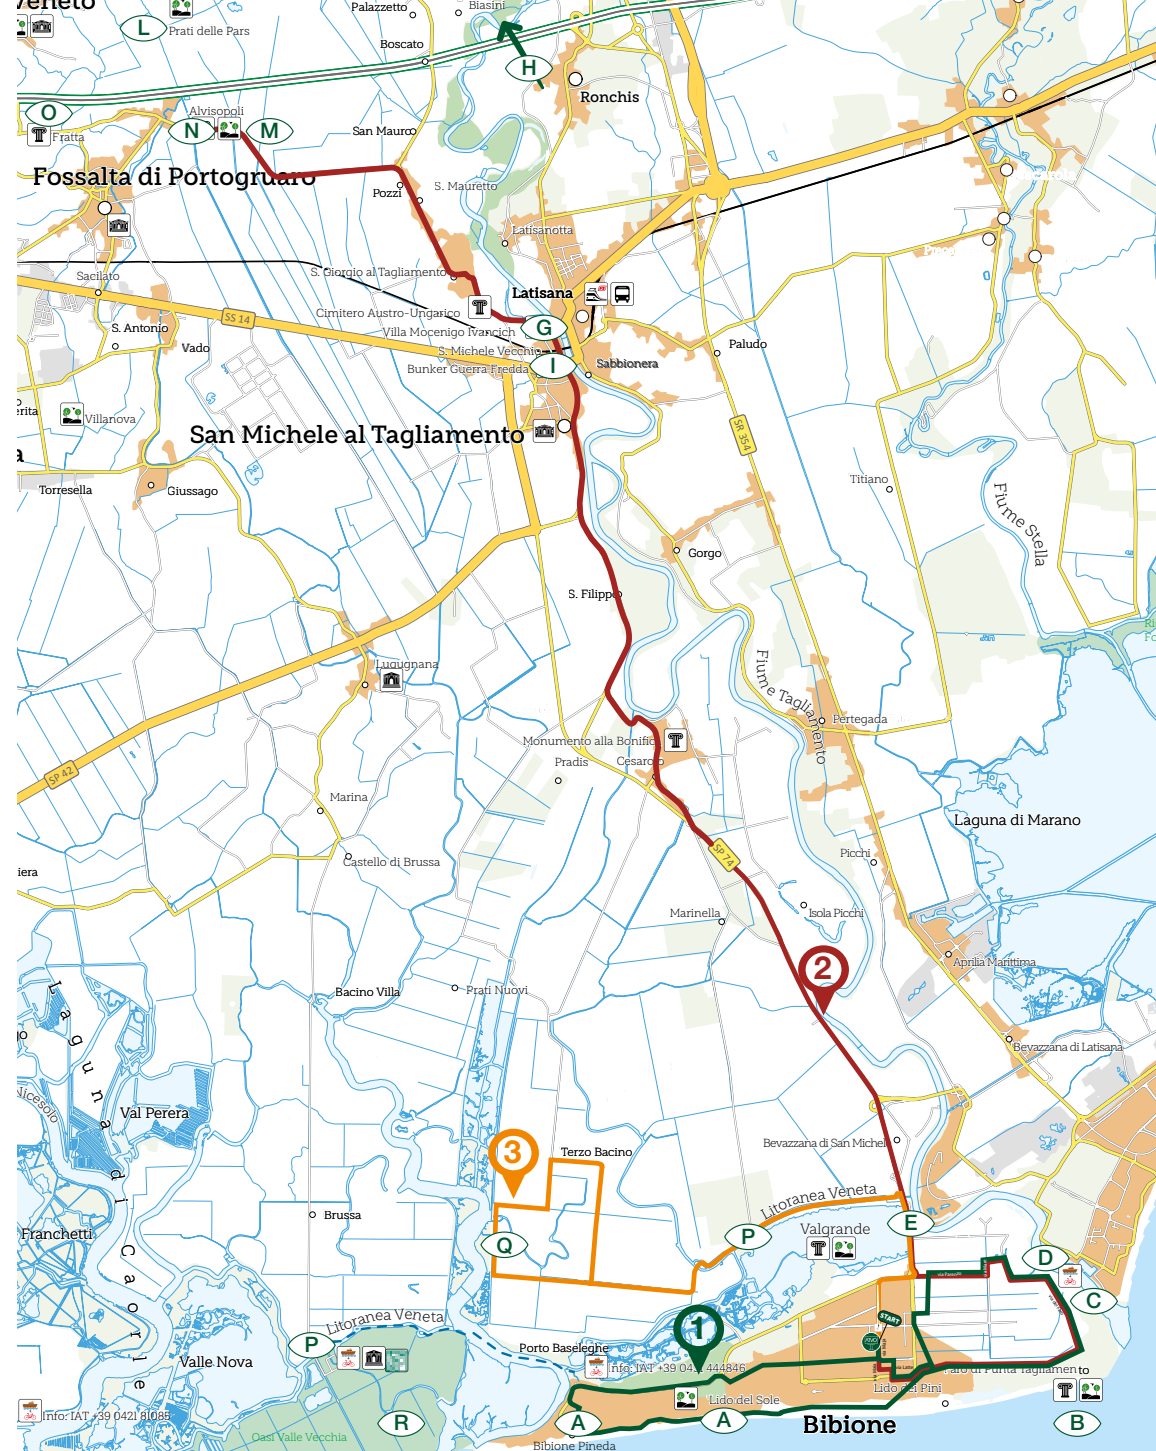 Veneto
Palazzetto
Biasini
L
Prati delle Pars
Boscato
H
Ronchis
O
Alvisopoli
N
M
Fratta
San Mauro
Fossalta di Portogruaro
Pozzi
S. Mauretto
Latisanotta
Sacilato
S. Giorgio al Tagliamento
Latisana
SS 14
Cimitero Austro-Ungarico
G
S. Antonio
Villa Mocenigo Ivancich
Vado
S. Michele Vecchio
Paludo
I
Sabbionera
Bunker Guerra Fredda
erita
Villanova
San Michele al Tagliamento
SR 354
a
Torresella
Giussago
Titiano
Fiume Stella
Gorgo
S. Filippo
Lugugnana
Fiume Tagliamento
Pertegada
Monumento alla Bonifica
Pradis
Cesarolo
SP 42
Marina
Laguna di Marano
Castello di Brussa
SP 74
Picchi
iera
Marinella
Isola Picchi
Aprilia Marittima
2
Bacino Villa
Prati Nuovi
Laguna di Caorle
Bevazzana di Latisana
Nicesolo
Val Perera
Bevazzana di San Michele
3
Terzo Bacino
Litoranea Veneta
Brussa
E
Franchetti
Q
P
Valgrande
D
C
START
1
Litoranea Veneta
P
Porto Baseleghe
Valle Nova
Info: IAT +39 0431 444846
Faro di Punta Tagliamento
Lido dei Pini
Lido del Sole
Info: IAT +39 0421 81085
R
A
A
B
Bibione
Oasi Valle Vecchia
Bibione Pineda